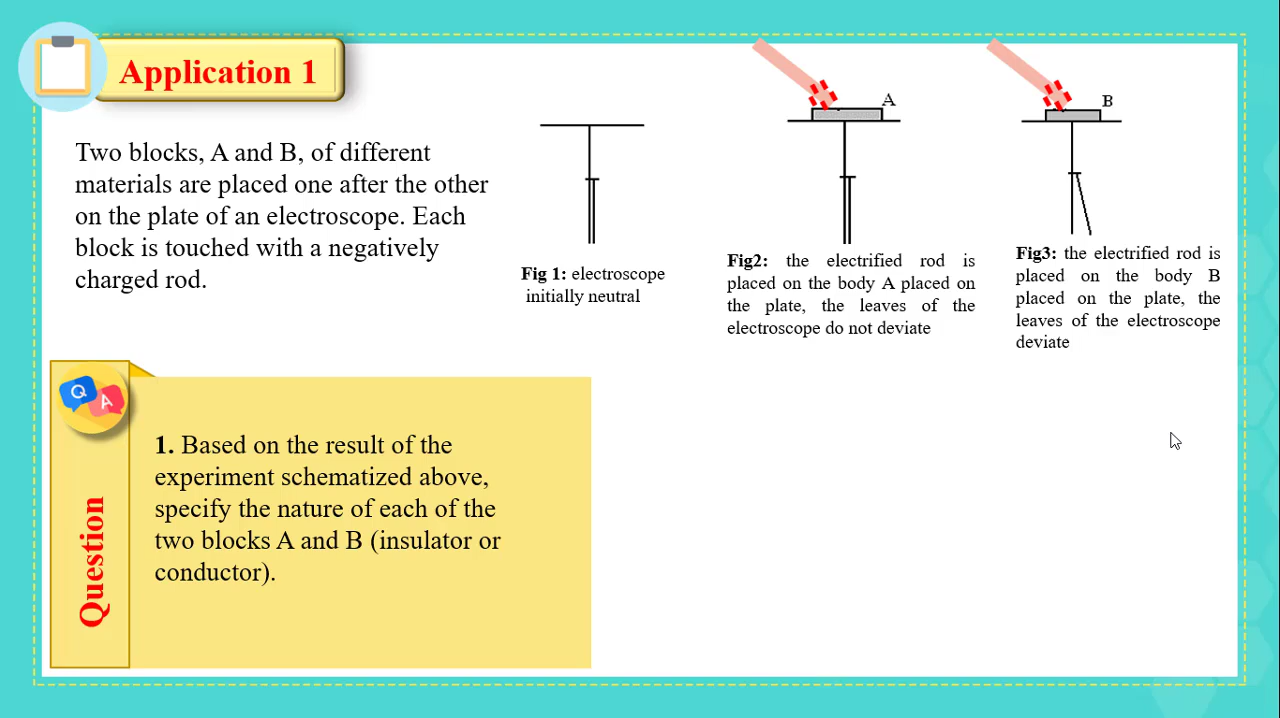 Application 1
Two blocks, A and B, of different
materials are placed one after the other
on the plate of an electroscope. Each
block is touched with a negatively
charged rod.
Fig 1: electroscope
initially neutral
A
Fig2: the electrified rod is
placed on the body A placed on
the plate, the leaves of the
electroscope do not deviate
B
Fig3: the electrified rod is
placed on the body B
placed on the plate, the
leaves of the electroscope
deviate
Q
A
Question
1. Based on the result of the
experiment schematized above,
specify the nature of each of the
two blocks A and B (insulator or
conductor).